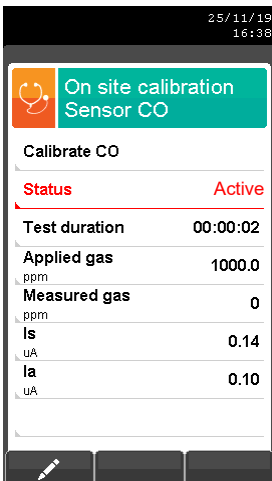 25/11/19
16:38
On site calibration
Sensor CO
Calibrate CO
Status Active
Test duration 00:00:02
Applied gas 1000.0
ppm
Measured gas 0
ppm
Is 0.14
uA
Ia 0.10
uA